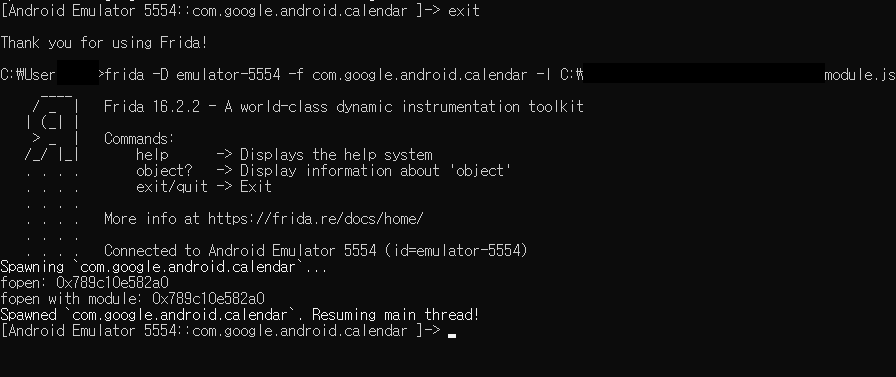 [Android Emulator 5554::com.google.android.calendar ]-> exit
Thank you for using Frida!
C:₩User >frida -D emulator-5554 -f com.google.android.calendar -l C:₩ module.js
     ____
    / _  |   Frida 16.2.2 - A world-class dynamic instrumentation toolkit
   | (_| |
    > _  |   Commands:
   /_/ |_|       help      -> Displays the help system
   . . . .       object?   -> Display information about 'object'
   . . . .       exit/quit -> Exit
   . . . .
   . . . .   More info at https://frida.re/docs/home/
   . . . .
   . . . .   Connected to Android Emulator 5554 (id=emulator-5554)
Spawning `com.google.android.calendar`...
fopen: 0x789c10e582a0
fopen with module: 0x789c10e582a0
Spawned `com.google.android.calendar`. Resuming main thread!
[Android Emulator 5554::com.google.android.calendar ]->